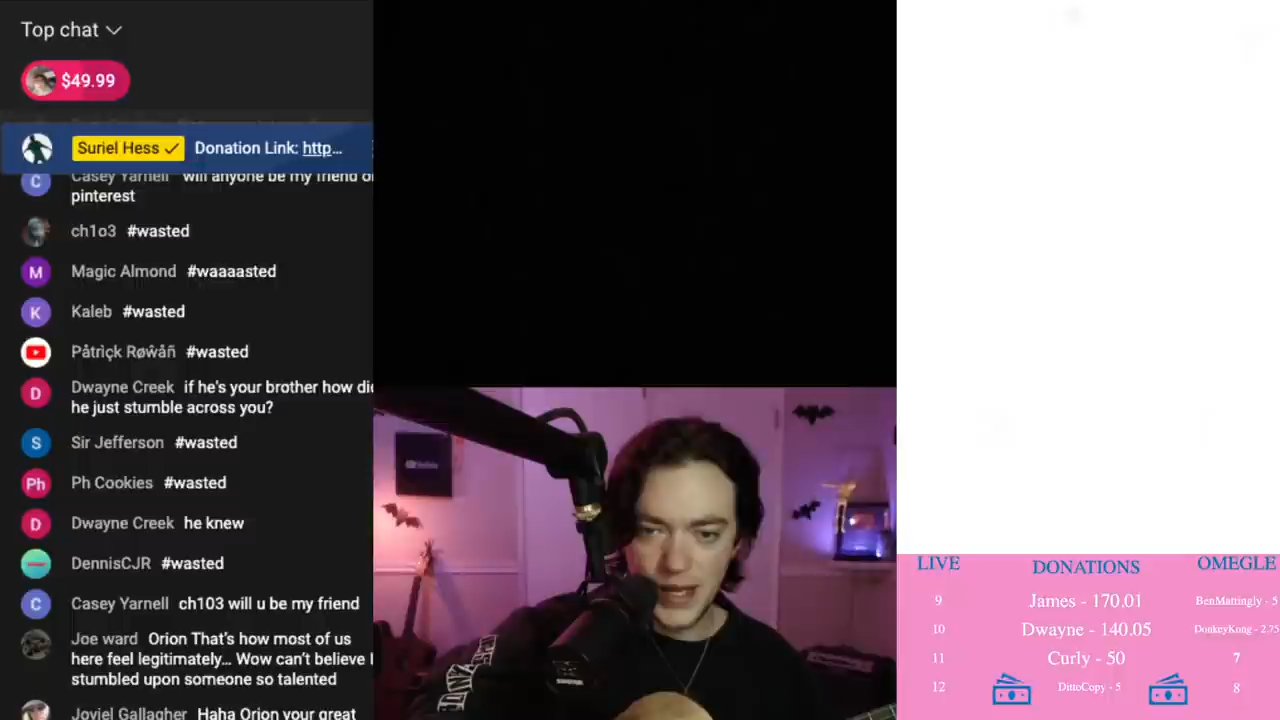 Top chat
$49.99
Suriel Hess Donation Link: http...
Casey Yarnell will anyone be my friend
pinterest
ch1o3 #wasted
M Magic Almond #waaaasted
K Kaleb #wasted
Påtrìçk Røŵåñ #wasted
Dwayne Creek if he's your brother how
D he just stumble across you?
S Sir Jefferson #wasted
Ph Ph Cookies #wasted
D Dwayne Creek he knew
DennisCJR #wasted
C Casey Yarnell ch103 will u be my friend
Joe ward Orion That's how most of us
here feel legitimately... Wow can't believe I
stumbled upon someone so talented
Joviel Gallagher Haha Orion your great
LIVE DONATIONS OMEGLE
9 James - 170.01 BenMattingly - 5
10 Dwayne - 140.05 DonkeyKong - 2.75
11 Curly - 50 7
12 DittoCopy - 5 8